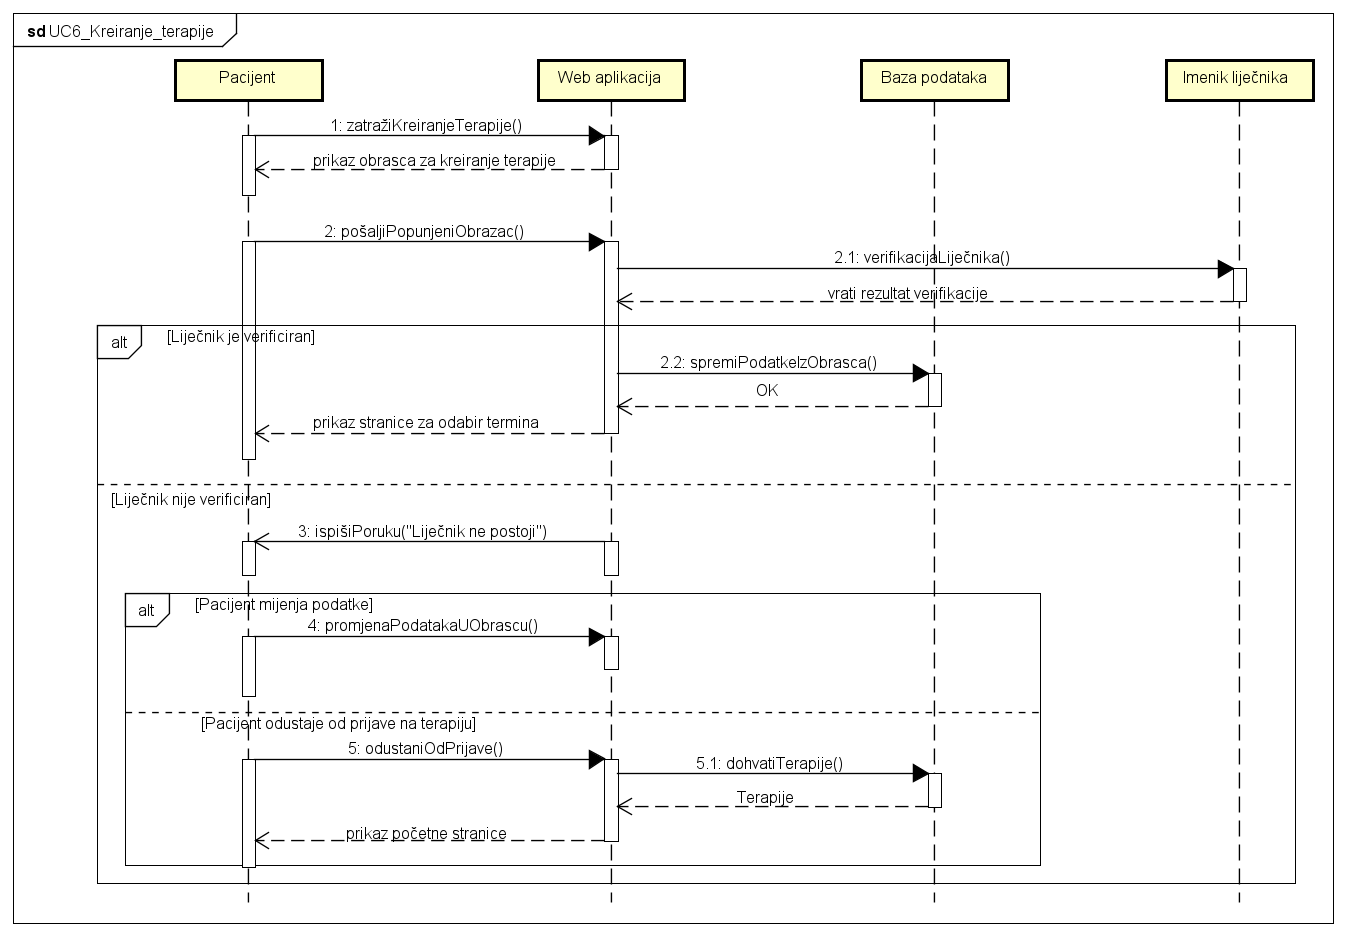 sd UC6_Kreiranje_terapije
Pacijent
Web aplikacija
Baza podataka
Imenik liječnika
1: zatražiKreiranjeTerapije()
prikaz obrasca za kreiranje terapije
2: pošaljiPopunjeniObrazac()
2.1: verifikacijaLiječnika()
vrati rezultat verifikacije
alt
[Liječnik je verificiran]
2.2: spremiPodatkeIzObrasca()
OK
prikaz stranice za odabir termina
[Liječnik nije verificiran]
3: ispišiPoruku("Liječnik ne postoji")
alt
[Pacijent mijenja podatke]
4: promjenaPodatakaUObrascu()
[Pacijent odustaje od prijave na terapiju]
5: odustaniOdPrijave()
5.1: dohvatiTerapije()
Terapije
prikaz početne stranice